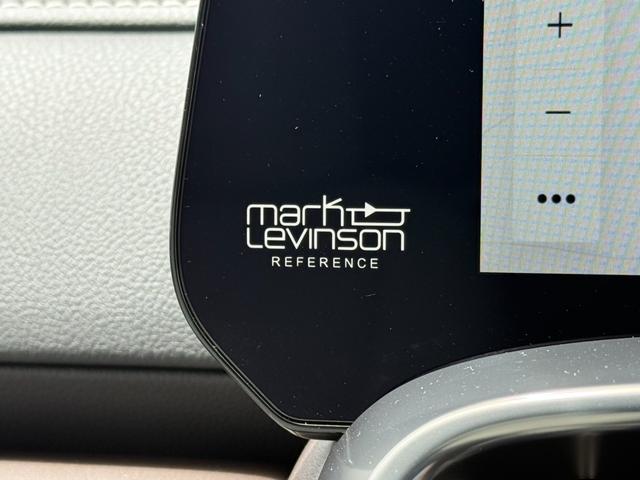 +
−
•••
mark
Levinson
REFERENCE